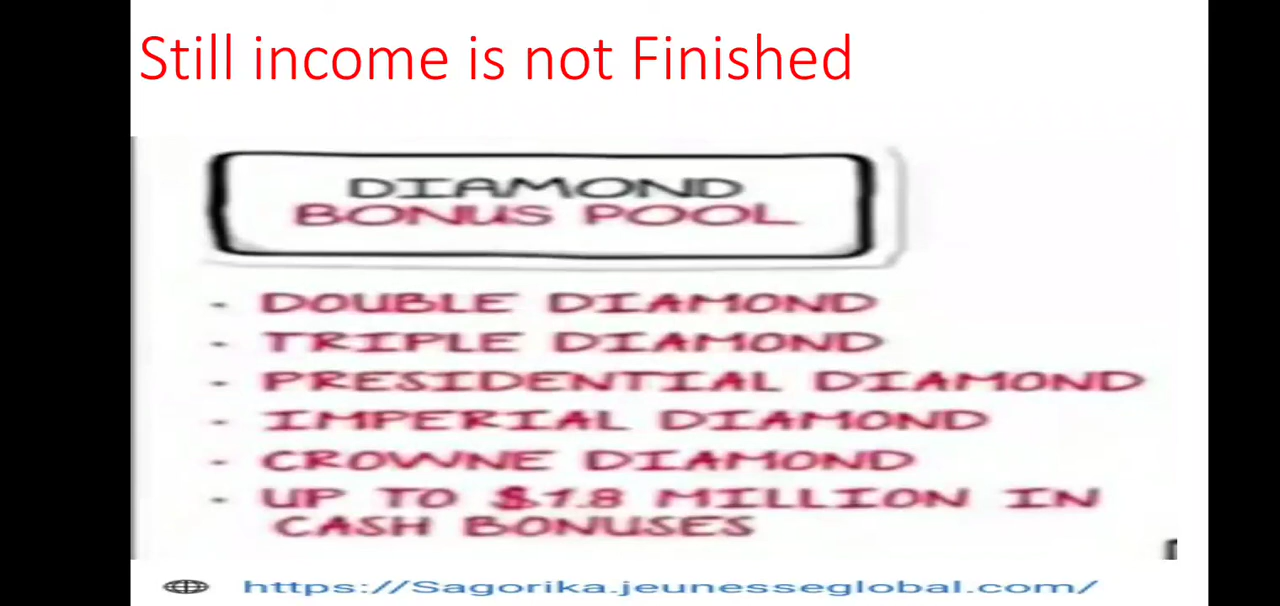 Still income is not Finished
DIAMOND
BONUS POOL
- DOUBLE DIAMOND
- TRIPLE DIAMOND
- PRESIDENTIAL DIAMOND
- IMPERIAL DIAMOND
- CROWNE DIAMOND
- UP TO $1.8 MILLION IN
CASH BONUSES
https://Sagorika.jeunesseglobal.com/